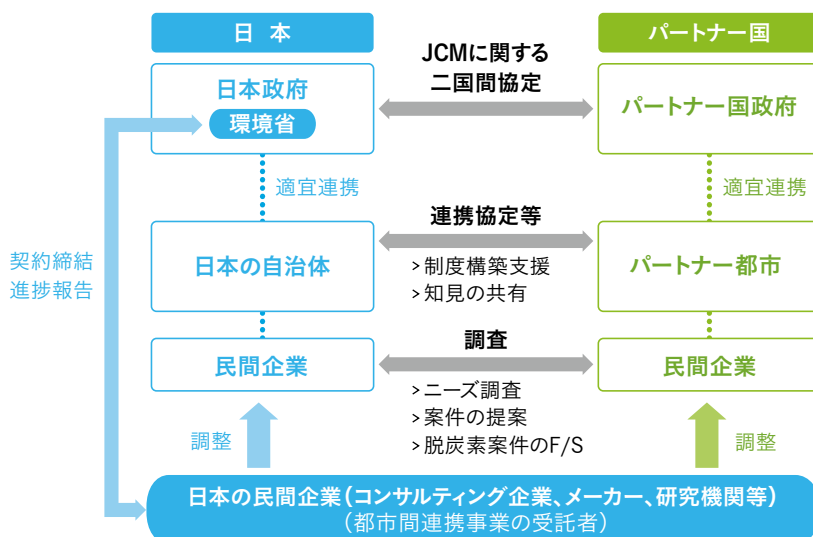 日 本
パートナー国
JCMに関する
二国間協定
日本政府
環境省
パートナー国政府
適宜連携
適宜連携
連携協定等
日本の自治体
パートナー都市
>制度構築支援
>知見の共有
契約締結
進捗報告
調査
民間企業
民間企業
>ニーズ調査
>案件の提案
>脱炭素案件のF/S
調整
調整
日本の民間企業(コンサルティング企業、メーカー、研究機関等)
(都市間連携事業の受託者)